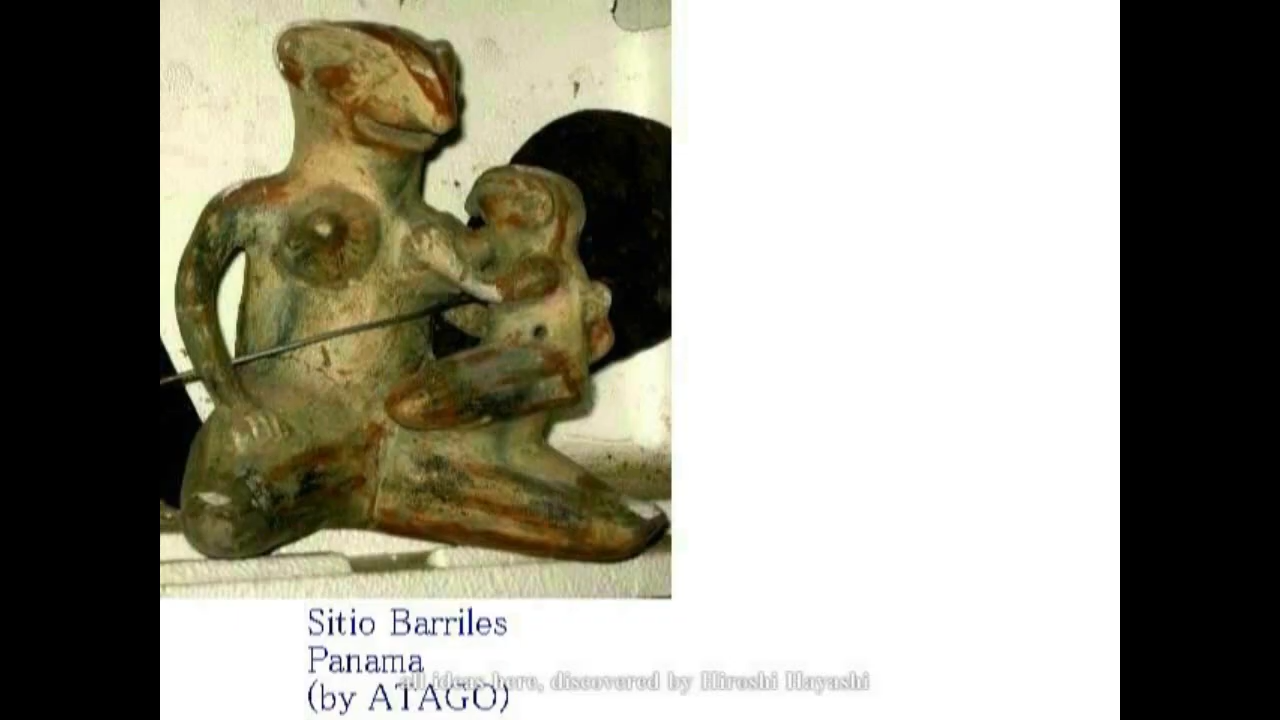 Sitio Barriles
Panama
all ideas here, discovered by Hiroshi Hayashi
(by ATAGO)